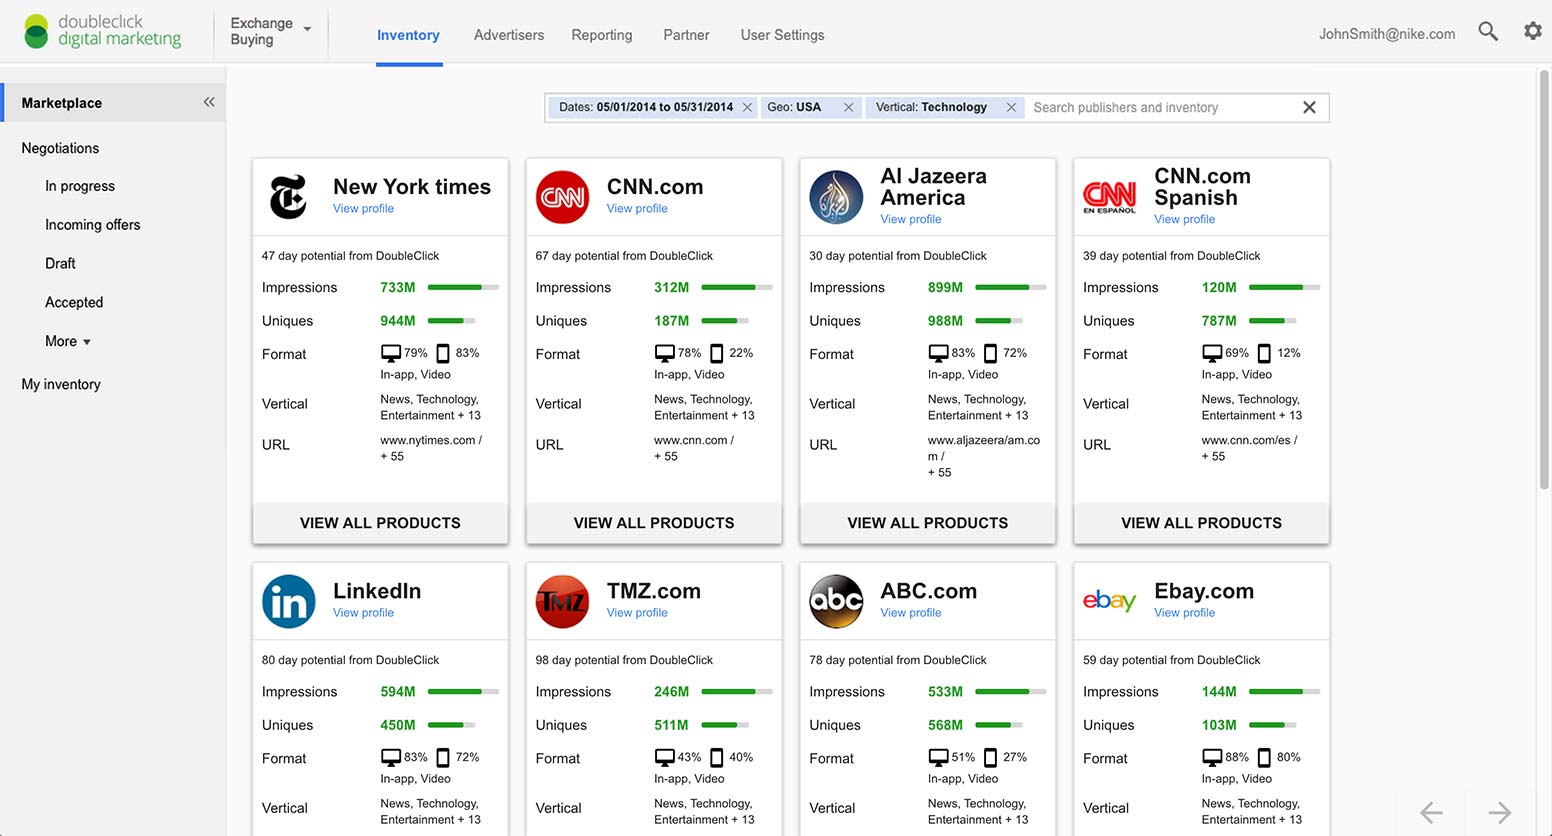 doubleclick
digital marketing
Exchange
Buying
Inventory
Advertisers
Reporting
Partner
User Settings
JohnSmith@nike.com
Marketplace
Negotiations
In progress
Incoming offers
Draft
Accepted
More
My inventory
Dates: 05/01/2014 to 05/31/2014
Geo: USA
Vertical: Technology
Search publishers and inventory
New York times
View profile
47 day potential from DoubleClick
Impressions 733M
Uniques 944M
Format 79% 83%
In-app, Video
Vertical News, Technology,
Entertainment + 13
URL www.nytimes.com /
+ 55
VIEW ALL PRODUCTS
CNN
CNN.com
View profile
67 day potential from DoubleClick
Impressions 312M
Uniques 187M
Format 78% 22%
In-app, Video
Vertical News, Technology,
Entertainment + 13
URL www.cnn.com /
+ 55
VIEW ALL PRODUCTS
Al Jazeera
America
View profile
30 day potential from DoubleClick
Impressions 899M
Uniques 988M
Format 83% 72%
In-app, Video
Vertical News, Technology,
Entertainment + 13
URL www.aljazeera/am.co
m /
+ 55
VIEW ALL PRODUCTS
CNN
EN ESPAÑOL
CNN.com
Spanish
View profile
39 day potential from DoubleClick
Impressions 120M
Uniques 787M
Format 69% 12%
In-app, Video
Vertical News, Technology,
Entertainment + 13
URL www.cnn.com/es /
+ 55
VIEW ALL PRODUCTS
in
LinkedIn
View profile
80 day potential from DoubleClick
Impressions 594M
Uniques 450M
Format 83% 72%
In-app, Video
Vertical News, Technology,
Entertainment + 13
TMZ
TMZ.com
View profile
98 day potential from DoubleClick
Impressions 246M
Uniques 511M
Format 43% 40%
In-app, Video
Vertical News, Technology,
Entertainment + 13
abc
ABC.com
View profile
78 day potential from DoubleClick
Impressions 533M
Uniques 568M
Format 51% 27%
In-app, Video
Vertical News, Technology,
Entertainment + 13
ebay
Ebay.com
View profile
59 day potential from DoubleClick
Impressions 144M
Uniques 103M
Format 88% 80%
In-app, Video
Vertical News, Technology,
Entertainment + 13